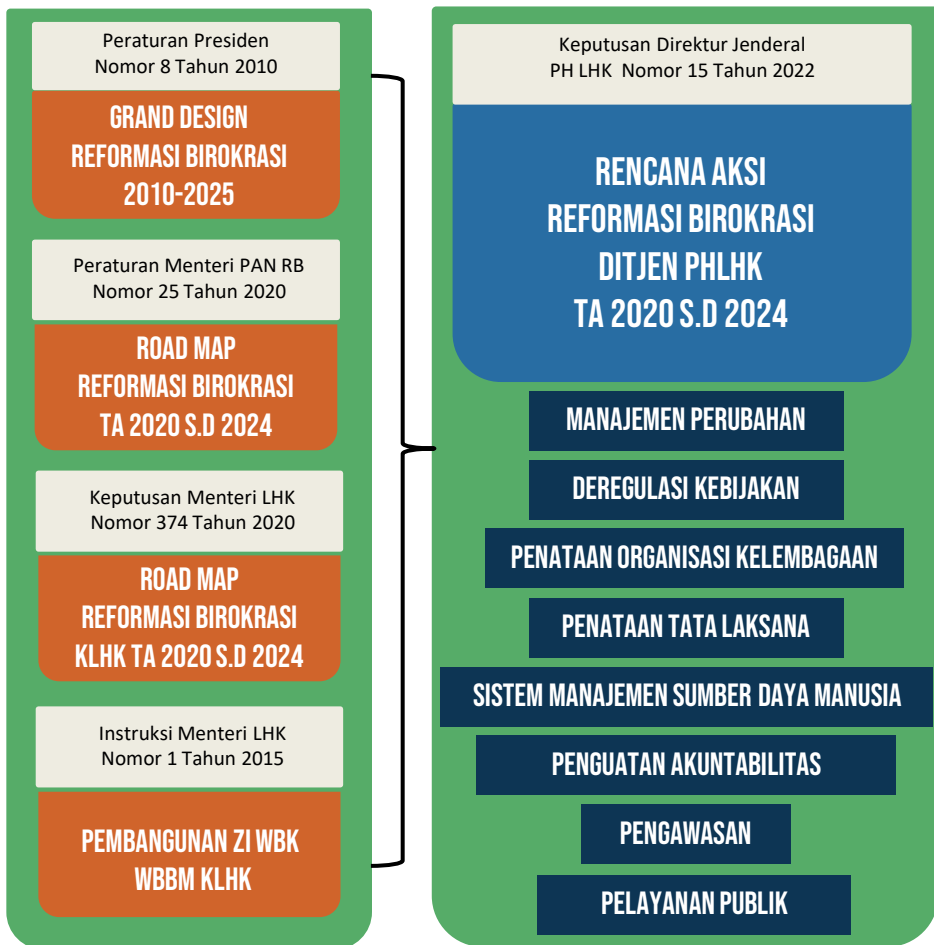 Peraturan Presiden
Nomor 8 Tahun 2010
GRAND DESIGN
REFORMASI BIROKRASI
2010-2025
Peraturan Menteri PAN RB
Nomor 25 Tahun 2020
ROAD MAP
REFORMASI BIROKRASI
TA 2020 S.D 2024
Keputusan Menteri LHK
Nomor 374 Tahun 2020
ROAD MAP
REFORMASI BIROKRASI
KLHK TA 2020 S.D 2024
Instruksi Menteri LHK
Nomor 1 Tahun 2015
PEMBANGUNAN ZI WBK
WBBM KLHK
Keputusan Direktur Jenderal
PH LHK Nomor 15 Tahun 2022
RENCANA AKSI
REFORMASI BIROKRASI
DITJEN PHLHK
TA 2020 S.D 2024
MANAJEMEN PERUBAHAN
DEREGULASI KEBIJAKAN
PENATAAN ORGANISASI KELEMBAGAAN
PENATAAN TATA LAKSANA
SISTEM MANAJEMEN SUMBER DAYA MANUSIA
PENGUATAN AKUNTABILITAS
PENGAWASAN
PELAYANAN PUBLIK